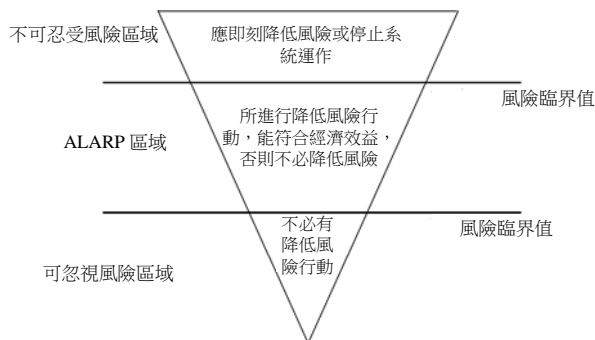 不可忍受風險區域
應即刻降低風險或停止系
統運作
風險臨界值
ALARP 區域
所進行降低風險行
動，能符合經濟效益，
否則不必降低風險
風險臨界值
不必有
降低風
險行動
可忽視風險區域